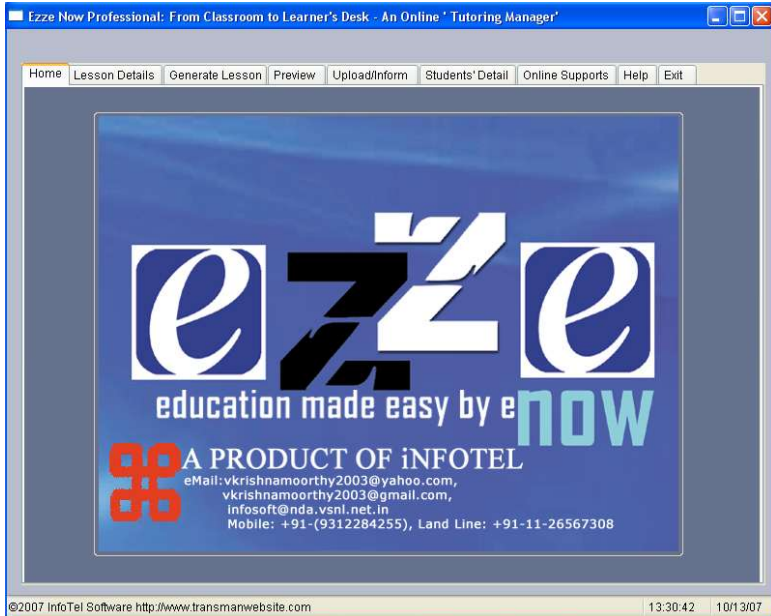 Ezze Now Professional: From Classroom to Learner's Desk - An Online ' Tutoring Manager'
Home Lesson Details Generate Lesson Preview Upload/Inform Students' Detail Online Supports Help Exit
e z z e
education made easy by enow
A PRODUCT OF iNFOTEL
eMail:vkrishnamoorthy2003@yahoo.com,
vkrishnamoorthy2003@gmail.com,
infosoft@nda.vsnl.net.in
Mobile: +91-(9312284255), Land Line: +91-11-26567308
©2007 InfoTel Software http://www.transmanwebsite.com 13:30:42 10/13/07